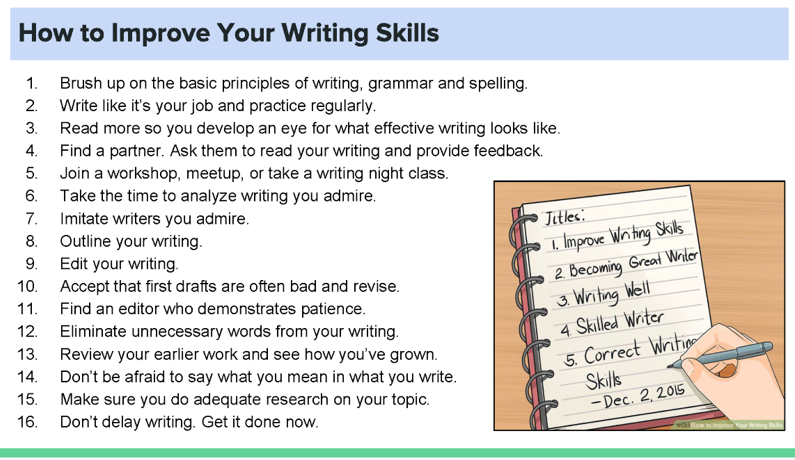 How to Improve Your Writing Skills
1. Brush up on the basic principles of writing, grammar and spelling.
2. Write like it's your job and practice regularly.
3. Read more so you develop an eye for what effective writing looks like.
4. Find a partner. Ask them to read your writing and provide feedback.
5. Join a workshop, meetup, or take a writing night class.
6. Take the time to analyze writing you admire.
7. Imitate writers you admire.
8. Outline your writing.
9. Edit your writing.
10. Accept that first drafts are often bad and revise.
11. Find an editor who demonstrates patience.
12. Eliminate unnecessary words from your writing.
13. Review your earlier work and see how you've grown.
14. Don't be afraid to say what you mean in what you write.
15. Make sure you do adequate research on your topic.
16. Don't delay writing. Get it done now.
Titles:
1. Improve Writing Skills
2. Becoming Great Writer
3. Writing Well
4 Skilled Writer
5. Correct Writing
Skills
- Dec. 2, 2015
wikiHow to Improve Your Writing Skills